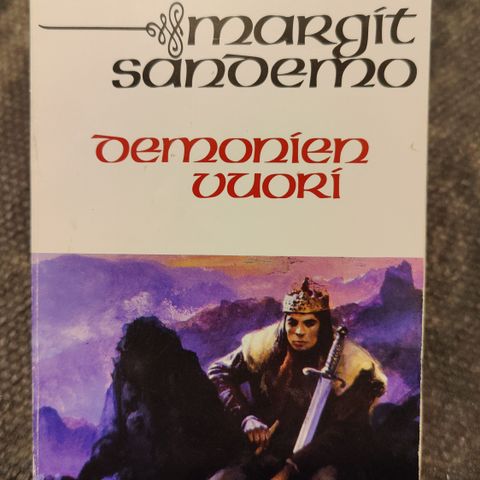 margit
sandemo
demonien
vuori